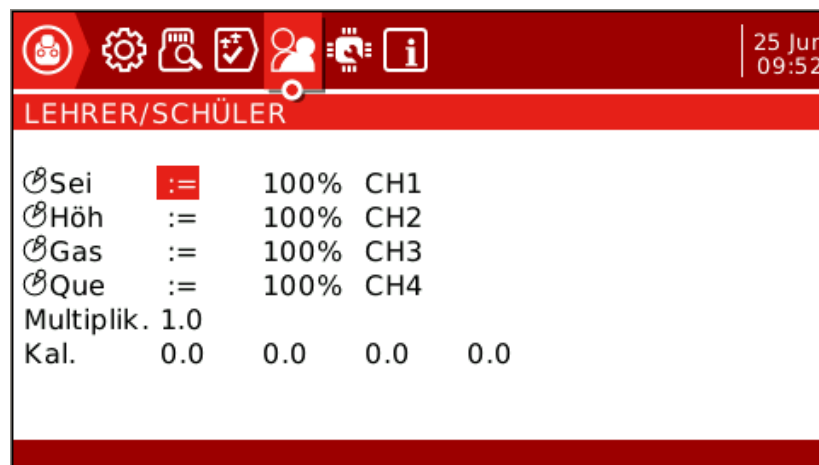 25 Jun
09:52
LEHRER/SCHÜLER
Sei := 100% CH1
Höh := 100% CH2
Gas := 100% CH3
Que := 100% CH4
Multiplik. 1.0
Kal. 0.0 0.0 0.0 0.0